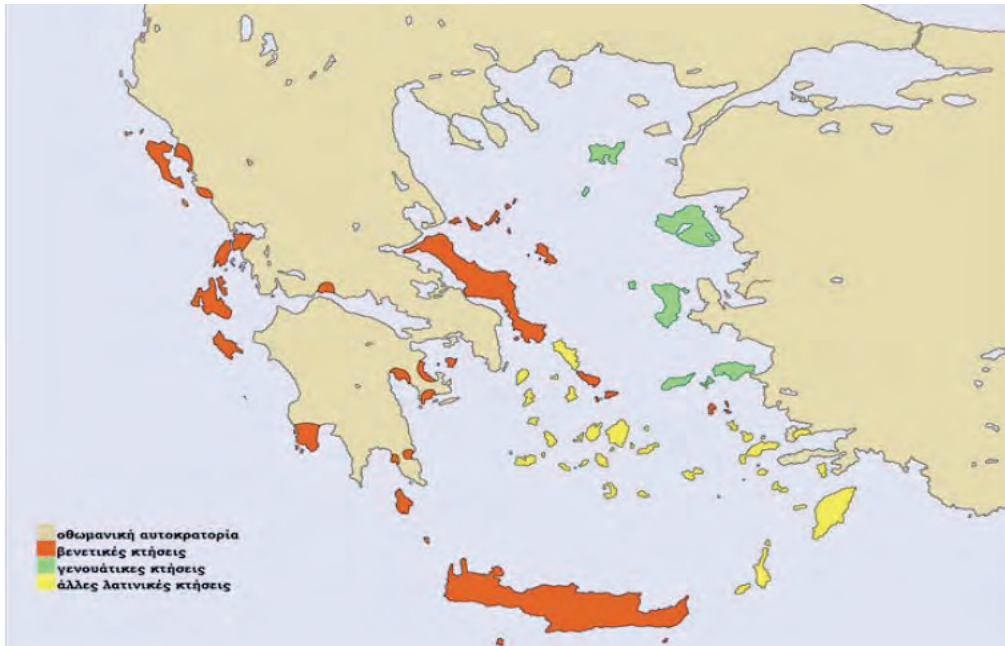 οθωμανική αυτοκρατορία
βενετικές κτήσεις
γενουάτικες κτήσεις
άλλες λατινικές κτήσεις